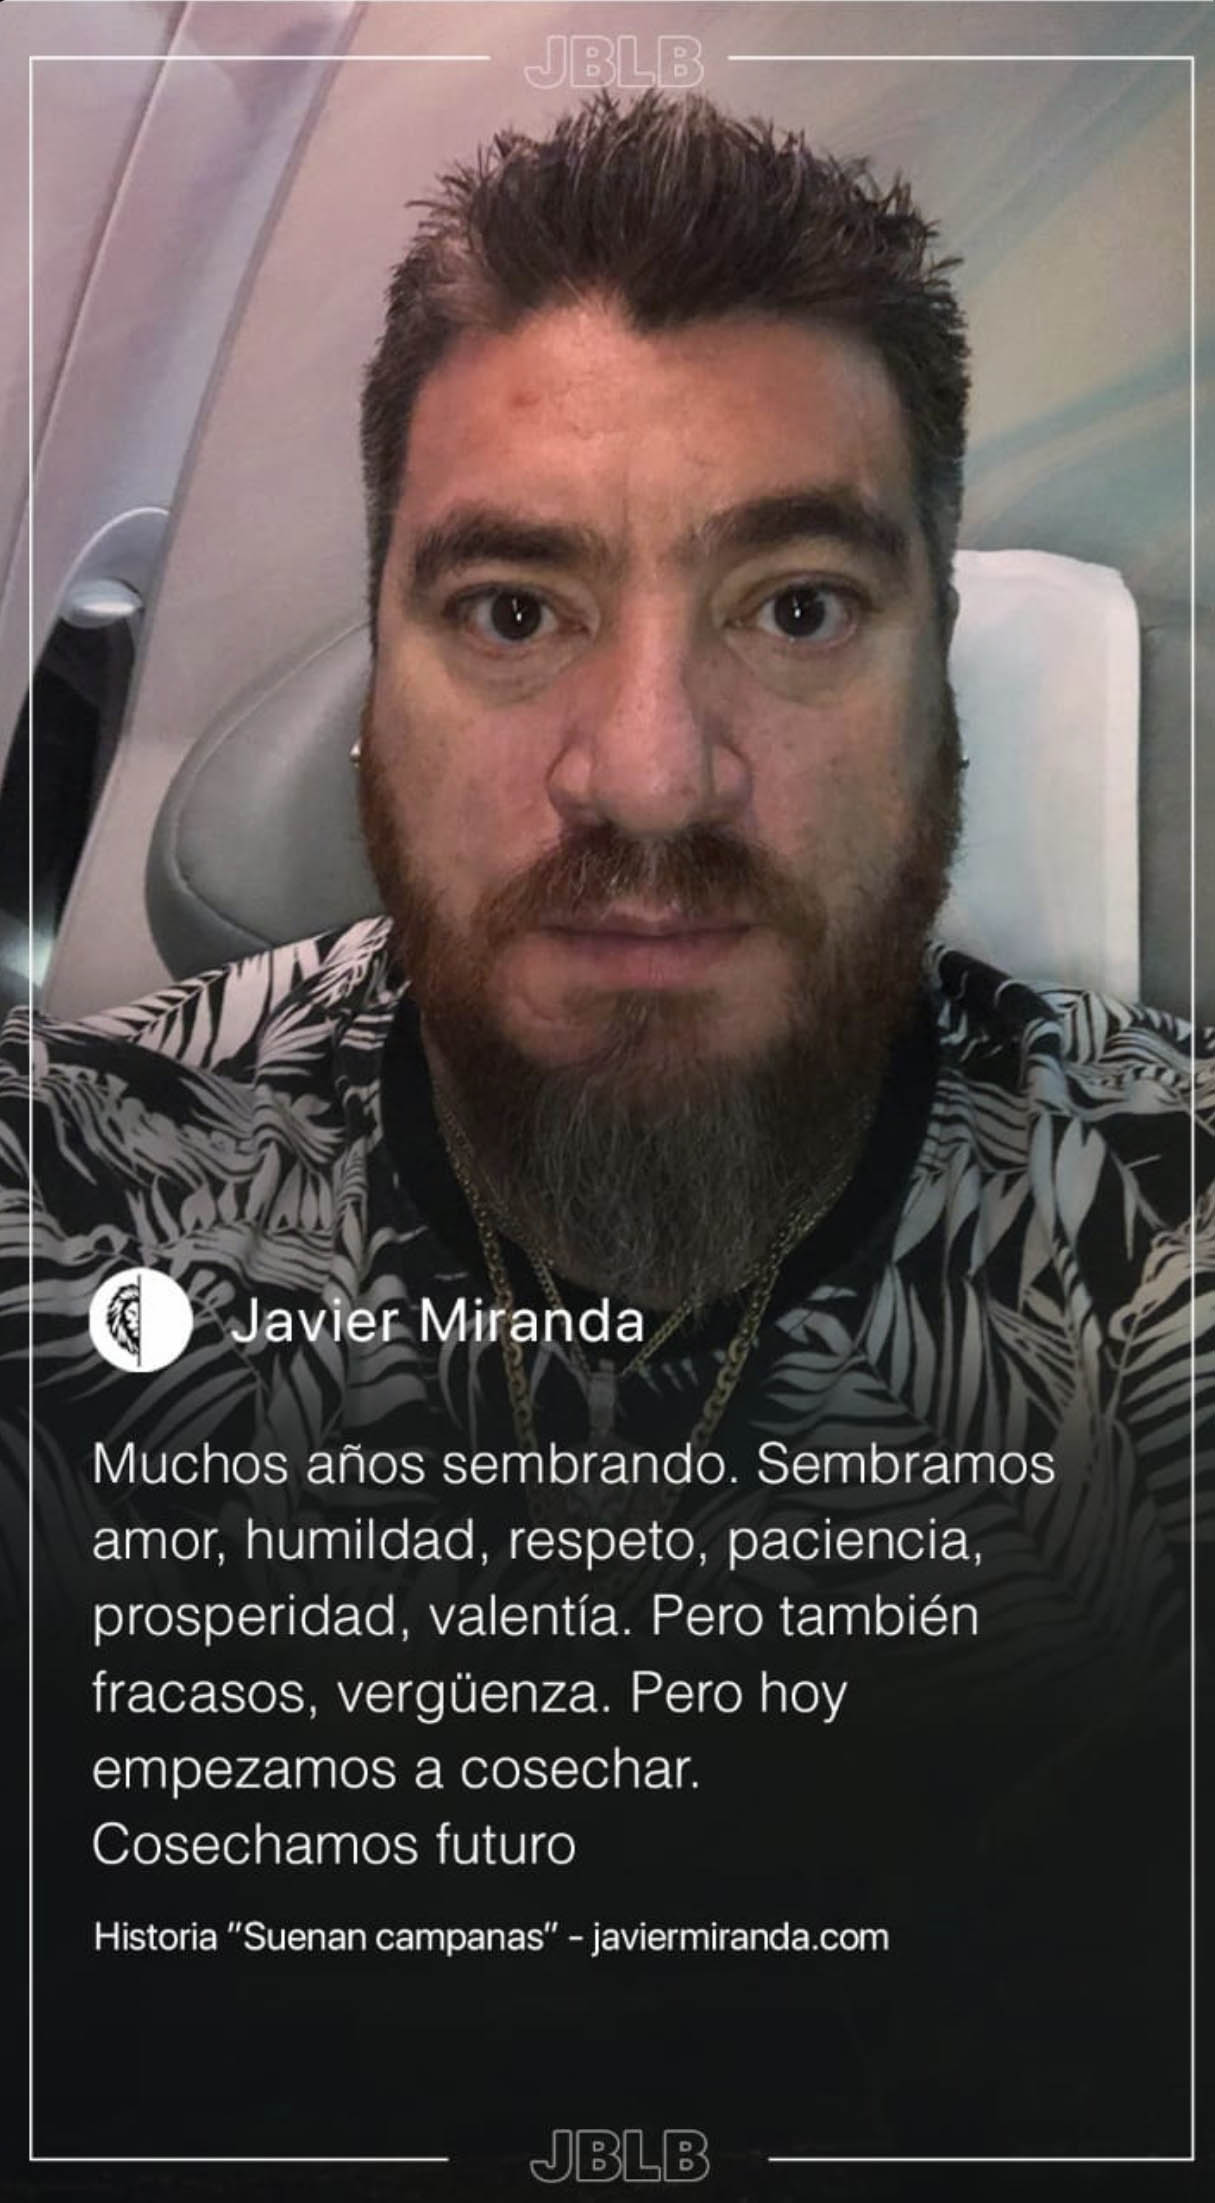 JBLB
Javier Miranda
Muchos años sembrando. Sembramos
amor, humildad, respeto, paciencia,
prosperidad, valentía. Pero también
fracasos, vergüenza. Pero hoy
empezamos a cosechar.
Cosechamos futuro
Historia "Suenan campanas" - javiermiranda.com
JBLB